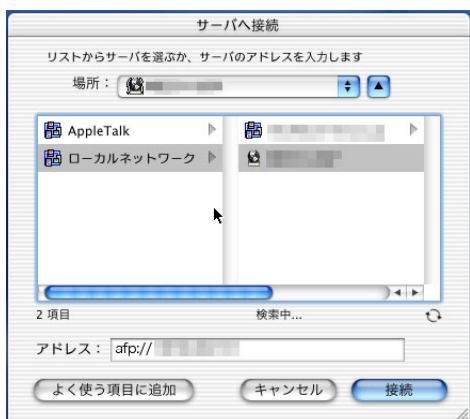 サーバへ接続
リストからサーバを選ぶか、サーバのアドレスを入力します
場所：
AppleTalk
ローカルネットワーク
2 項目
検索中...
アドレス： afp://
よく使う項目に追加
キャンセル
接続